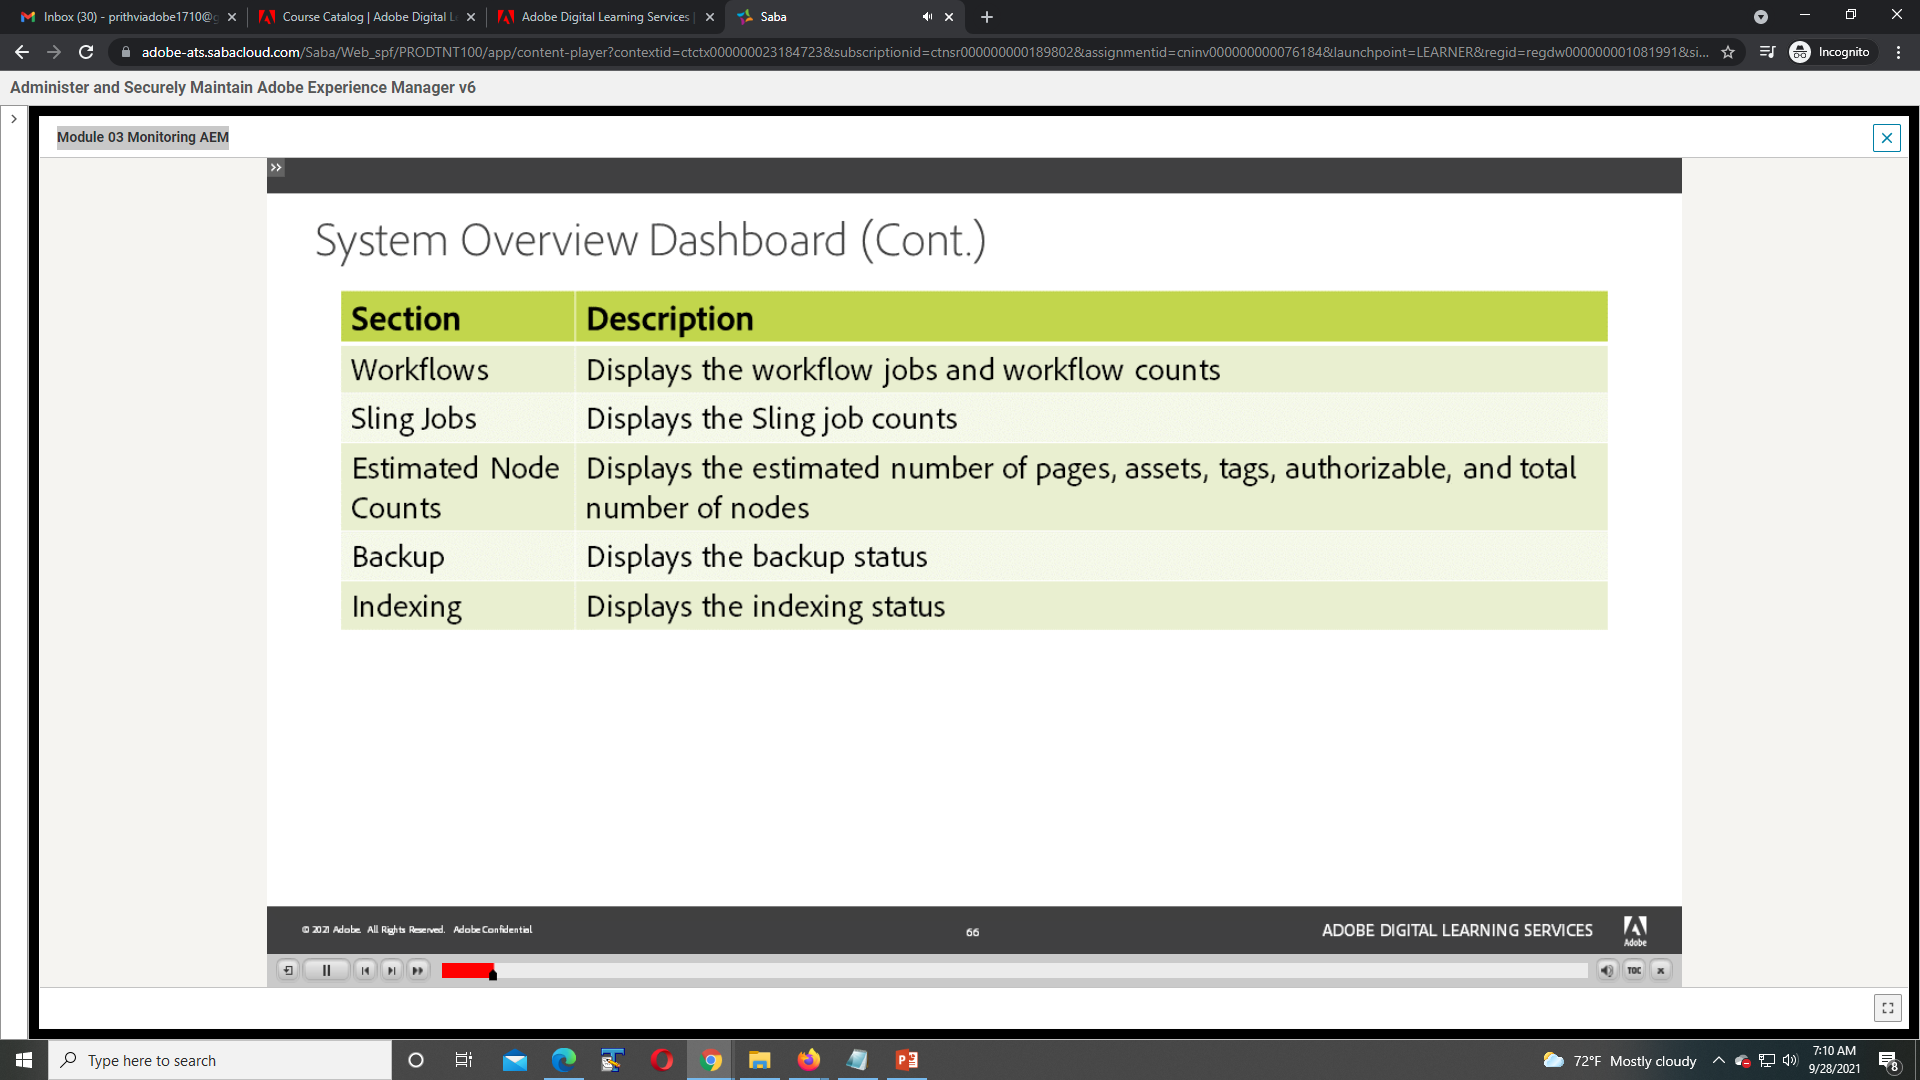 Inbox (30) - prithviadobe1710@g
Course Catalog | Adobe Digital L
Adobe Digital Learning Services |
Saba
adobe-ats.sabacloud.com/Saba/Web_spf/PRODTNT100/app/content-player?contextid=ctctx000000023184723&subscriptionid=ctnsr0000000000189802&assignmentid=cninv000000000076184&launchpoint=LEARNER&regid=regdw000000001081991&si...
Incognito
Administer and Securely Maintain Adobe Experience Manager v6
Module 03 Monitoring AEM
System Overview Dashboard (Cont.)
Section Description
Workflows Displays the workflow jobs and workflow counts
Sling Jobs Displays the Sling job counts
Estimated Node Displays the estimated number of pages, assets, tags, authorizable, and total
Counts number of nodes
Backup Displays the backup status
Indexing Displays the indexing status
© 2021 Adobe. All Rights Reserved. Adobe Confidential
66
ADOBE DIGITAL LEARNING SERVICES
Adobe
TOC
Type here to search
72°F Mostly cloudy
7:10 AM
9/28/2021
8